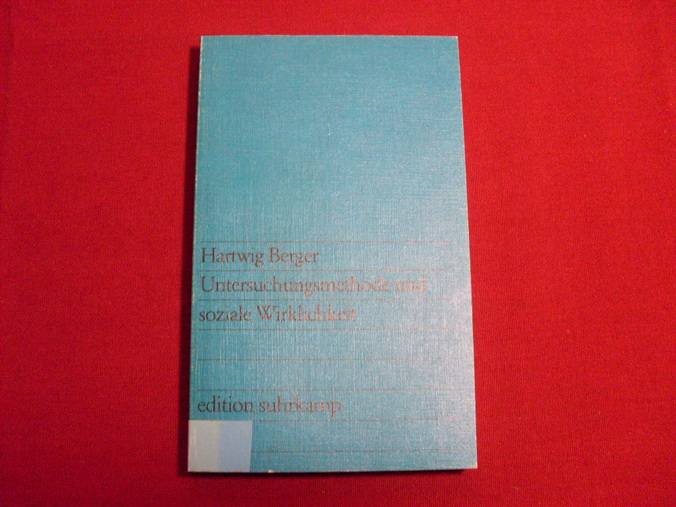 Hartwig Berger
Untersuchungsmethode und
soziale Wirklichkeit
edition suhrkamp